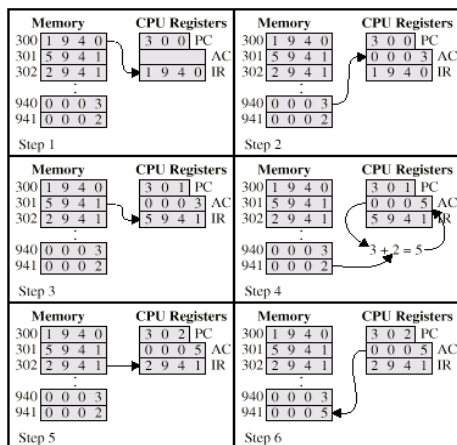 Memory CPU Registers
300 1 9 4 0 3 0 0 PC
301 5 9 4 1 AC
302 2 9 4 1 1 9 4 0 IR
940 0 0 0 3
941 0 0 0 2
Step 1
Memory CPU Registers
300 1 9 4 0 3 0 0 PC
301 5 9 4 1 0 0 0 3 AC
302 2 9 4 1 1 9 4 0 IR
940 0 0 0 3
941 0 0 0 2
Step 2
Memory CPU Registers
300 1 9 4 0 3 0 1 PC
301 5 9 4 1 0 0 0 3 AC
302 2 9 4 1 5 9 4 1 IR
940 0 0 0 3
941 0 0 0 2
Step 3
Memory CPU Registers
300 1 9 4 0 3 0 1 PC
301 5 9 4 1 0 0 0 5 AC
302 2 9 4 1 5 9 4 1 IR
940 0 0 0 3 3 + 2 = 5
941 0 0 0 2
Step 4
Memory CPU Registers
300 1 9 4 0 3 0 2 PC
301 5 9 4 1 0 0 0 5 AC
302 2 9 4 1 2 9 4 1 IR
940 0 0 0 3
941 0 0 0 2
Step 5
Memory CPU Registers
300 1 9 4 0 3 0 2 PC
301 5 9 4 1 0 0 0 5 AC
302 2 9 4 1 2 9 4 1 IR
940 0 0 0 3
941 0 0 0 5
Step 6